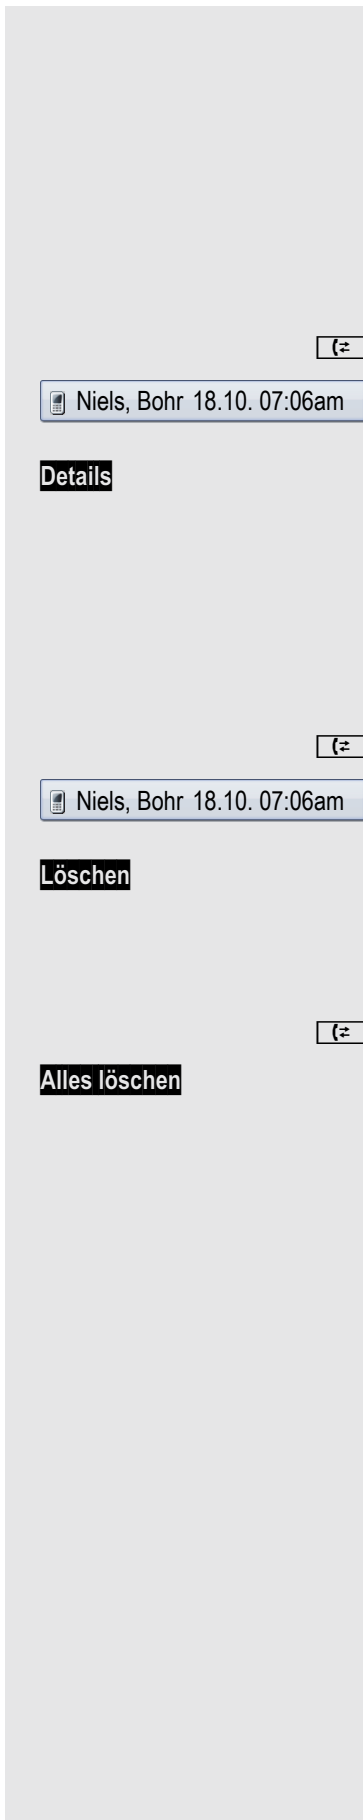 Niels, Bohr 18.10. 07:06am
Details
Niels, Bohr 18.10. 07:06am
Löschen
Alles löschen